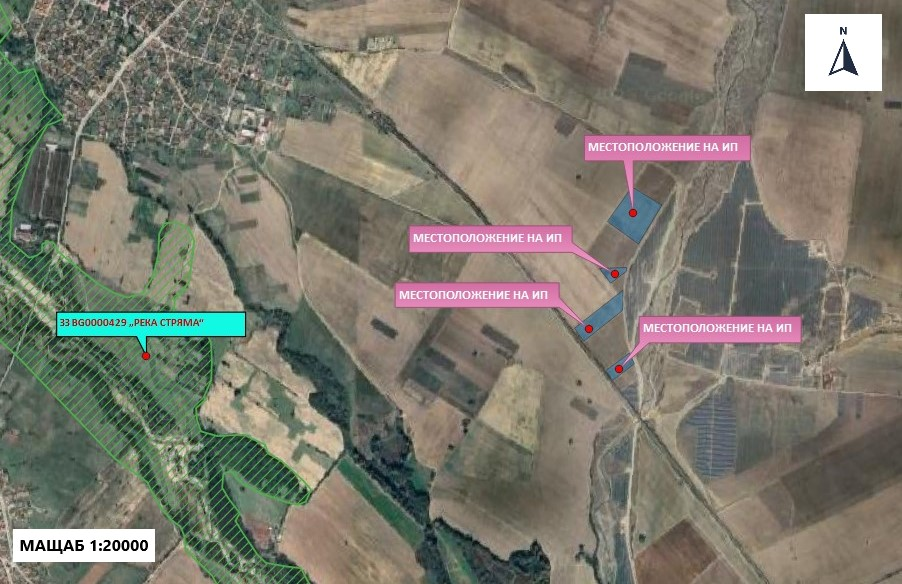 N
МЕСТОПОЛОЖЕНИЕ НА ИП
МЕСТОПОЛОЖЕНИЕ НА ИП
МЕСТОПОЛОЖЕНИЕ НА ИП
33 BG0000429 „РЕКА СТРЯМА“
МЕСТОПОЛОЖЕНИЕ НА ИП
МАЩАБ 1:20000